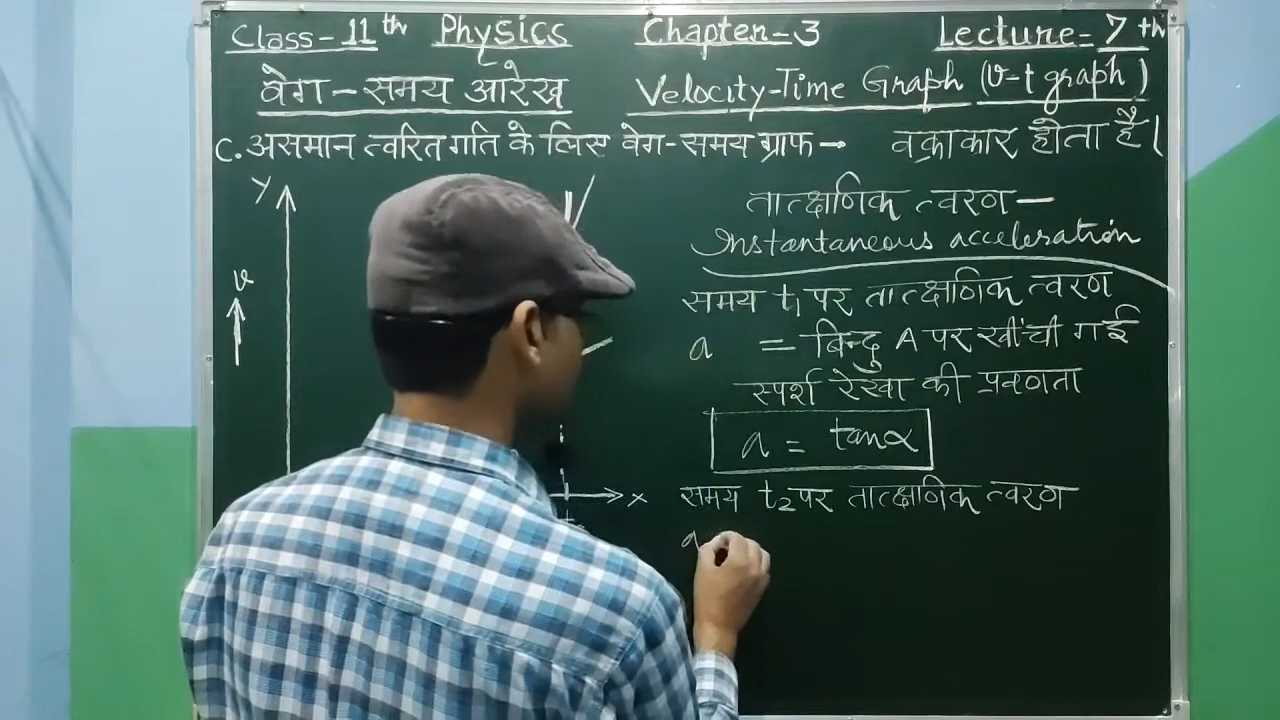 Class-11th Physics Chapter-3 Lecture-7th
वेग-समय आरेख Velocity-Time Graph (v-t graph)
C. असमान त्वरित गति के लिए वेग-समय ग्राफ→ वक्राकार होता है।
Y
v
X
तात्क्षणिक त्वरण—
Instantaneous acceleration
समय t₁ पर तात्क्षणिक त्वरण
a = बिन्दु A पर खींची गई
स्पर्श रेखा की प्रवणता
a = tanα
समय t₂ पर तात्क्षणिक त्वरण
a